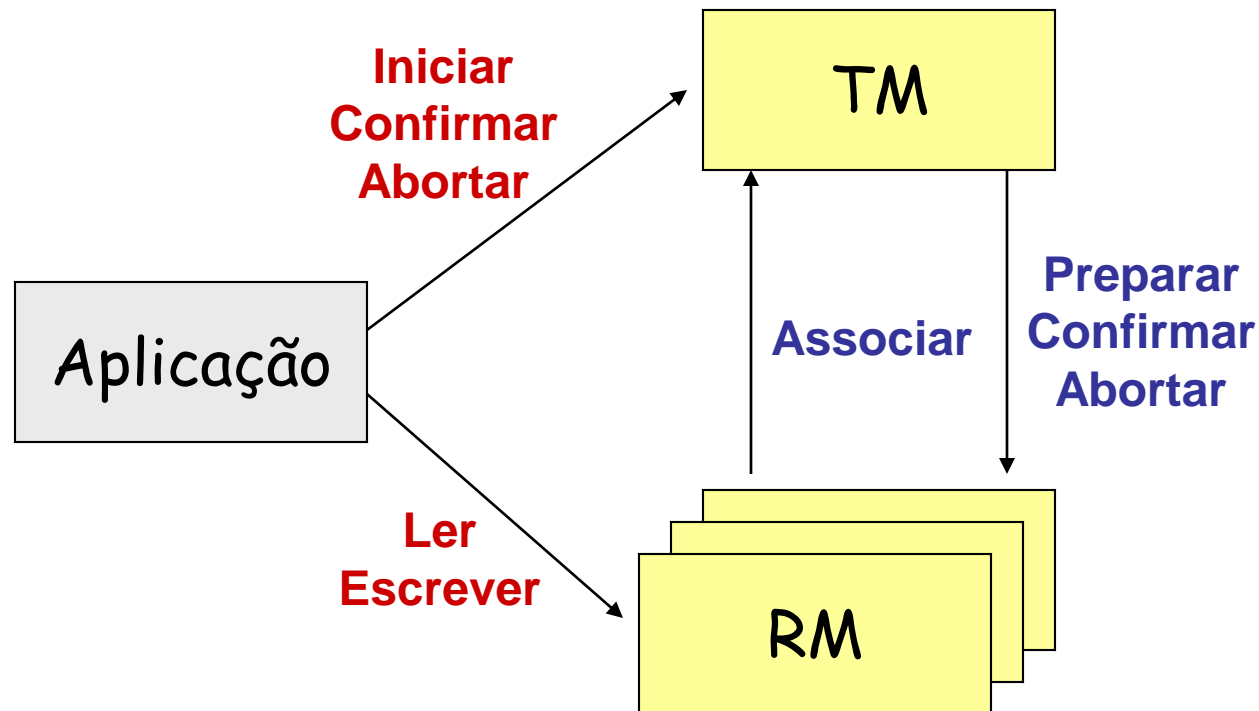 Iniciar
Confirmar
Abortar
TM
Aplicação
Associar
Preparar
Confirmar
Abortar
Ler
Escrever
RM